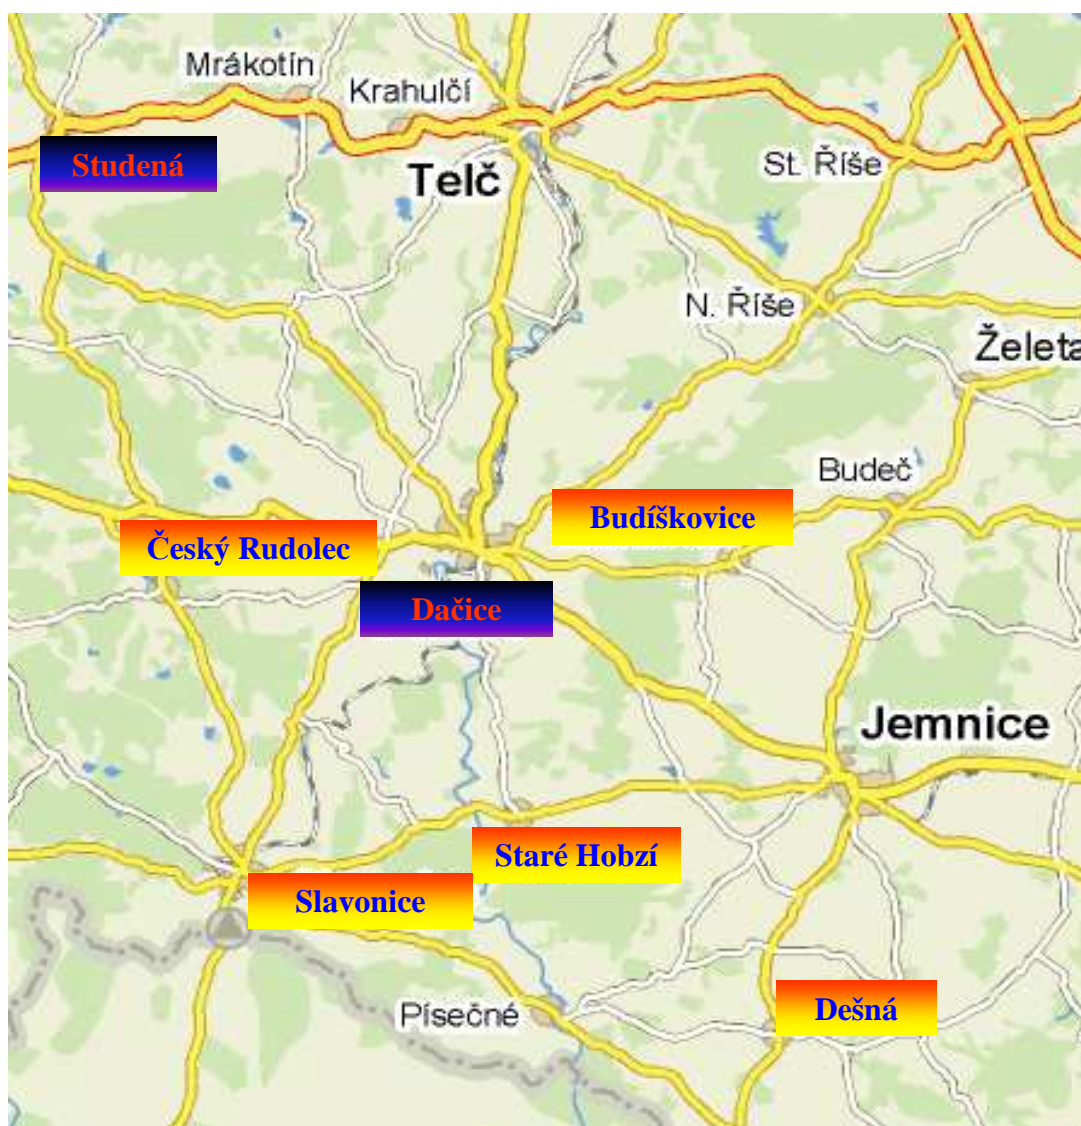 Mrákotín
Krahulčí
Studená
Telč
St. Říše
N. Říše
Želeta
Budeč
Budíškovice
Český Rudolec
Dačice
Jemnice
Staré Hobzí
Slavonice
Písečné
Dešná